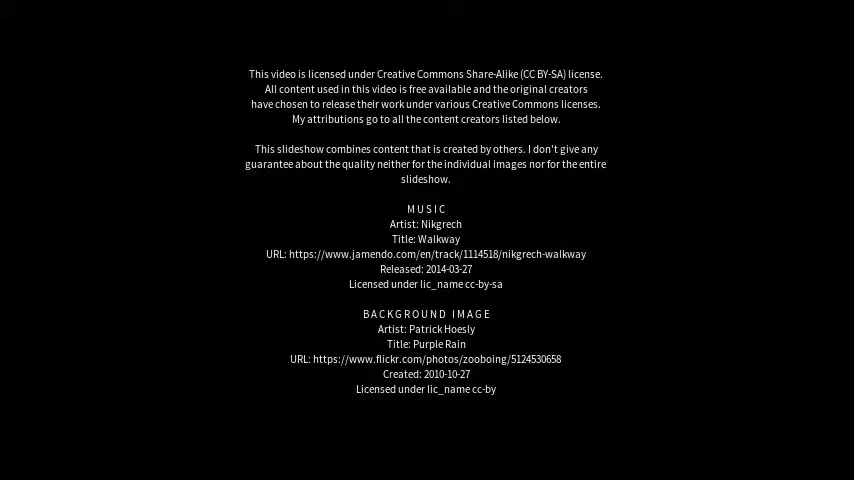 This video is licensed under Creative Commons Share-Alike (CC BY-SA) license.
All content used in this video is free available and the original creators
have chosen to release their work under various Creative Commons licenses.
My attributions go to all the content creators listed below.
This slideshow combines content that is created by others. I don't give any
guarantee about the quality neither for the individual images nor for the entire
slideshow.
M U S I C
Artist: Nikgrech
Title: Walkway
URL: https://www.jamendo.com/en/track/1114518/nikgrech-walkway
Released: 2014-03-27
Licensed under lic_name cc-by-sa
B A C K G R O U N D   I M A G E
Artist: Patrick Hoesly
Title: Purple Rain
URL: https://www.flickr.com/photos/zooboing/5124530658
Created: 2010-10-27
Licensed under lic_name cc-by